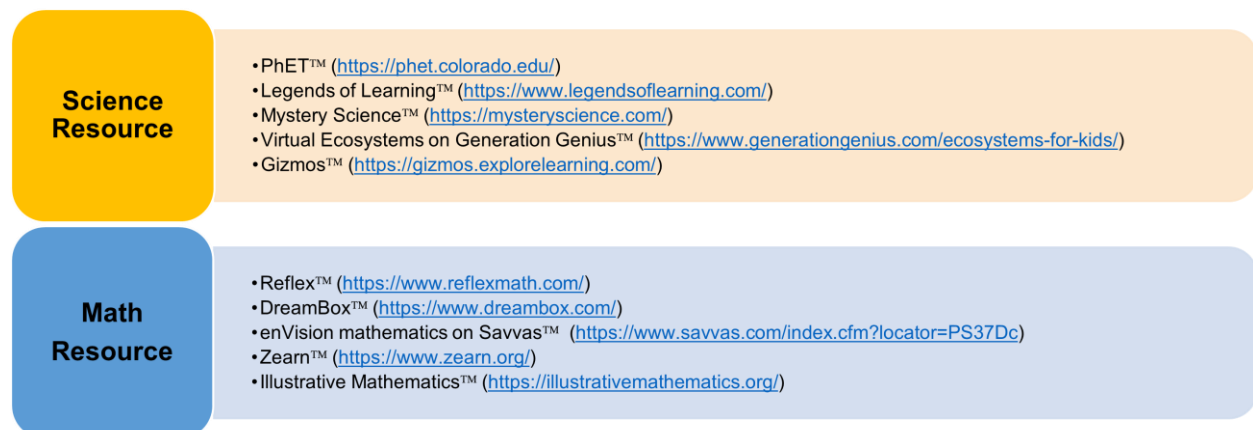 Science
Resource
•PhET™ (https://phet.colorado.edu/)
•Legends of Learning™ (https://www.legendsoflearning.com/)
•Mystery Science™ (https://mysteryscience.com/)
•Virtual Ecosystems on Generation Genius™ (https://www.generationgenius.com/ecosystems-for-kids/)
•Gizmos™ (https://gizmos.explorelearning.com/)
Math
Resource
•Reflex™ (https://www.reflexmath.com/)
•DreamBox™ (https://www.dreambox.com/)
•enVision mathematics on Savvas™ (https://www.savvas.com/index.cfm?locator=PS37Dc)
•Zearn™ (https://www.zearn.org/)
•Illustrative Mathematics™ (https://illustrativemathematics.org/)